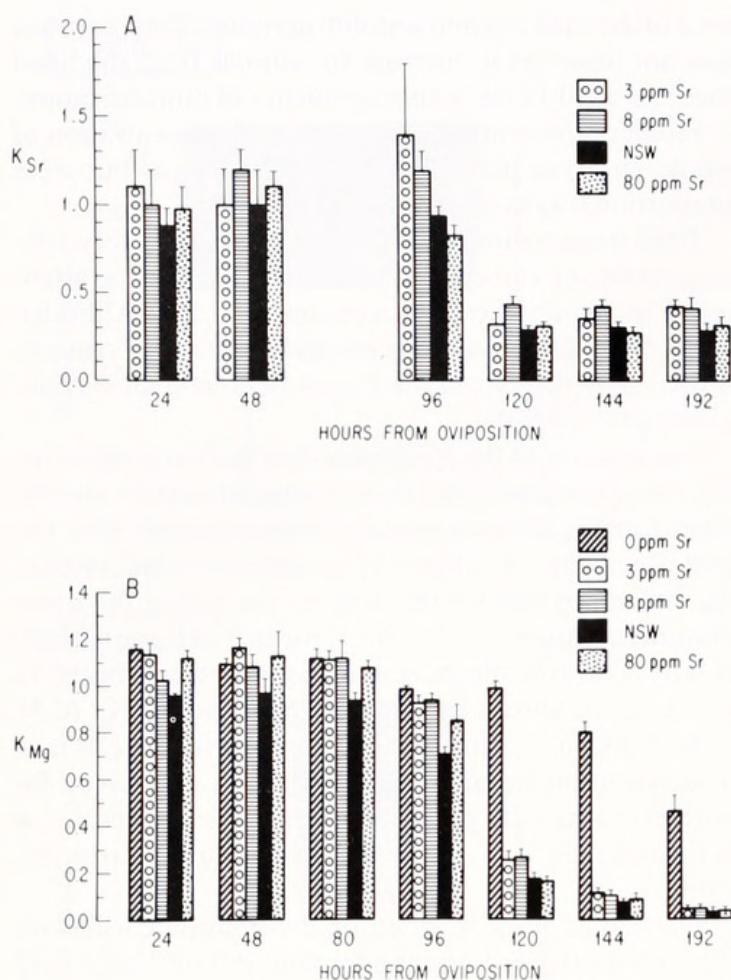 A
2.0
1.5
K Sr
1.0
0.5
0.0
3 ppm Sr
8 ppm Sr
NSW
80 ppm Sr
24 48 96 120 144 192
HOURS FROM OVIPOSITION
B
1.4
1.2
1.0
K Mg
0.8
0.6
0.4
0.2
0.0
0 ppm Sr
3 ppm Sr
8 ppm Sr
NSW
80 ppm Sr
24 48 80 96 120 144 192
HOURS FROM OVIPOSITION